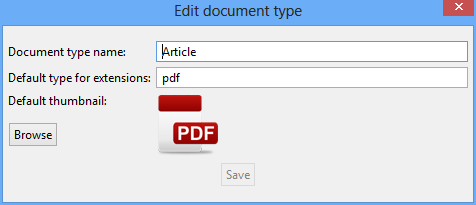 Edit document type
Document type name: Article
Default type for extensions: pdf
Default thumbnail:
PDF
Browse
Save